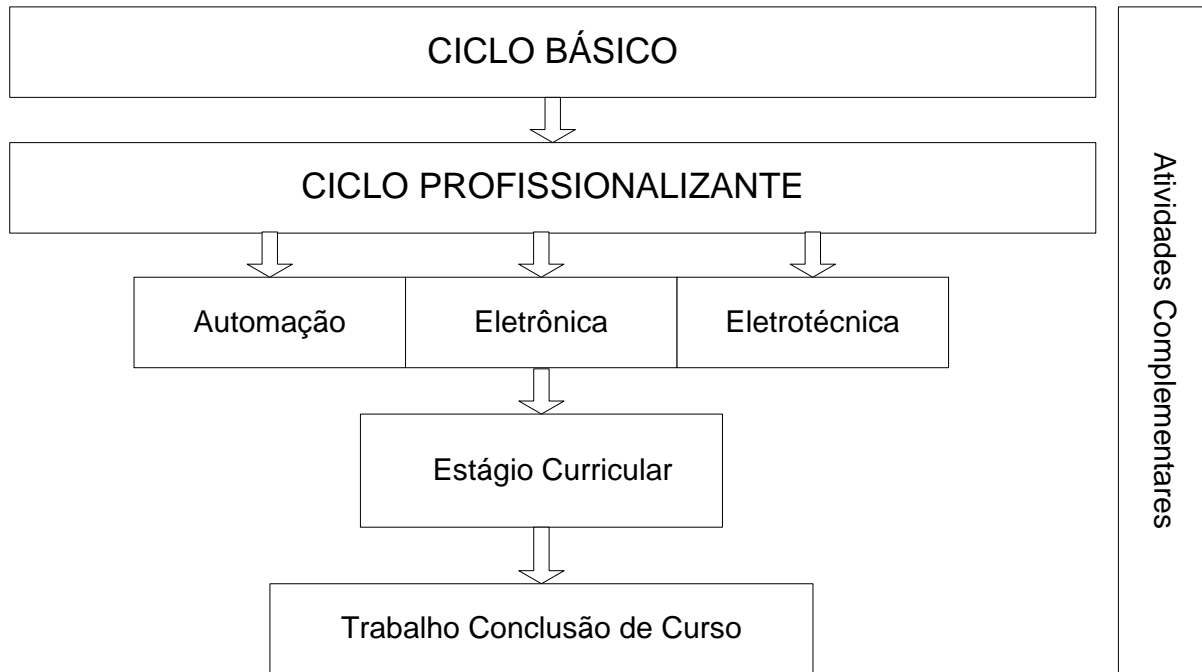 CICLO BÁSICO
CICLO PROFISSIONALIZANTE
Automação
Eletrônica
Eletrotécnica
Estágio Curricular
Trabalho Conclusão de Curso
Atividades Complementares